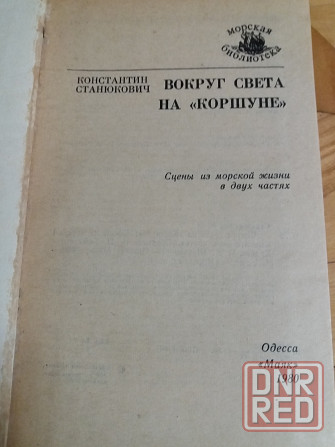 морская
библиотека
КОНСТАНТИН
СТАНЮКОВИЧ
ВОКРУГ СВЕТА
НА «КОРШУНЕ»
Сцены из морской жизни
в двух частях
Одесса
«Маяк»
1980
DNR
RED